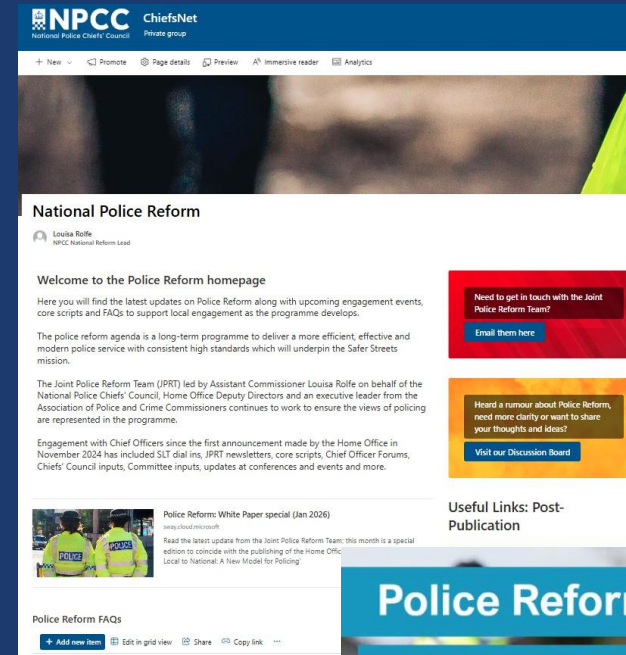 NPCC
National Police Chiefs' Council
ChiefsNet
Private group
+ New
Promote
Page details
Preview
Immersive reader
Analytics
National Police Reform
Louisa Rolfe
NPCC National Reform Lead
Welcome to the Police Reform homepage
Here you will find the latest updates on Police Reform along with upcoming engagement events,
core scripts and FAQs to support local engagement as the programme develops.
The police reform agenda is a long-term programme to deliver a more efficient, effective and
modern police service with consistent high standards which will underpin the Safer Streets
mission.
The Joint Police Reform Team (JPRT) led by Assistant Commissioner Louisa Rolfe on behalf of the
National Police Chiefs' Council, Home Office Deputy Directors and an executive leader from the
Association of Police and Crime Commissioners continues to work to ensure the views of policing
are represented in the programme.
Engagement with Chief Officers since the first announcement made by the Home Office in
November 2024 has included SLT dial ins, JPRT newsletters, core scripts, Chief Officer Forums,
Chiefs' Council inputs, Committee inputs, updates at conferences and events and more.
Need to get in touch with the Joint
Police Reform Team?
Email them here
Heard a rumour about Police Reform,
need more clarity or want to share
your thoughts and ideas?
Visit our Discussion Board
Useful Links: Post-
Publication
POLICE
POLICE
Police Reform: White Paper special (Jan 2026)
sway.cloud.microsoft
Read the latest update from the Joint Police Reform Team; this month is a special
edition to coincide with the publishing of the Home Offic
Local to National: A New Model for Policing'
Police Refor
Police Reform FAQs
+ Add new item
Edit in grid view
Share
Copy link
...